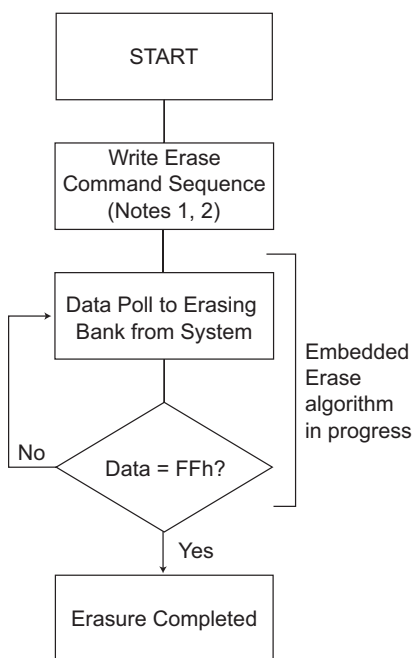 START
Write Erase
Command Sequence
(Notes 1, 2)
Data Poll to Erasing
Bank from System
Embedded
Erase
algorithm
in progress
No
Data = FFh?
Yes
Erasure Completed